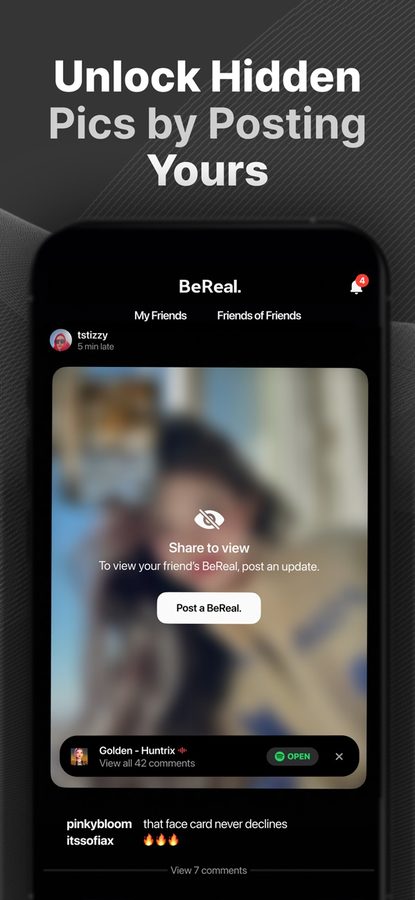 Unlock Hidden
Pics by Posting
Yours
BeReal.
4
My Friends Friends of Friends
tstizzy
5 min late
Share to view
To view your friend's BeReal, post an update.
Post a BeReal.
Golden - Huntrix
View all 42 comments
OPEN
pinkybloom that face card never declines
itssofiax 🔥🔥🔥
View 7 comments